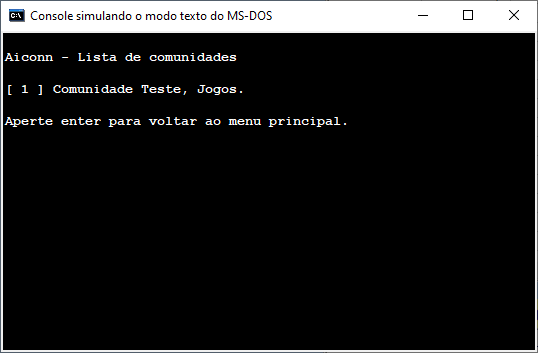 Console simulando o modo texto do MS-DOS
Aiconn - Lista de comunidades
[ 1 ] Comunidade Teste, Jogos.
Aperte enter para voltar ao menu principal.